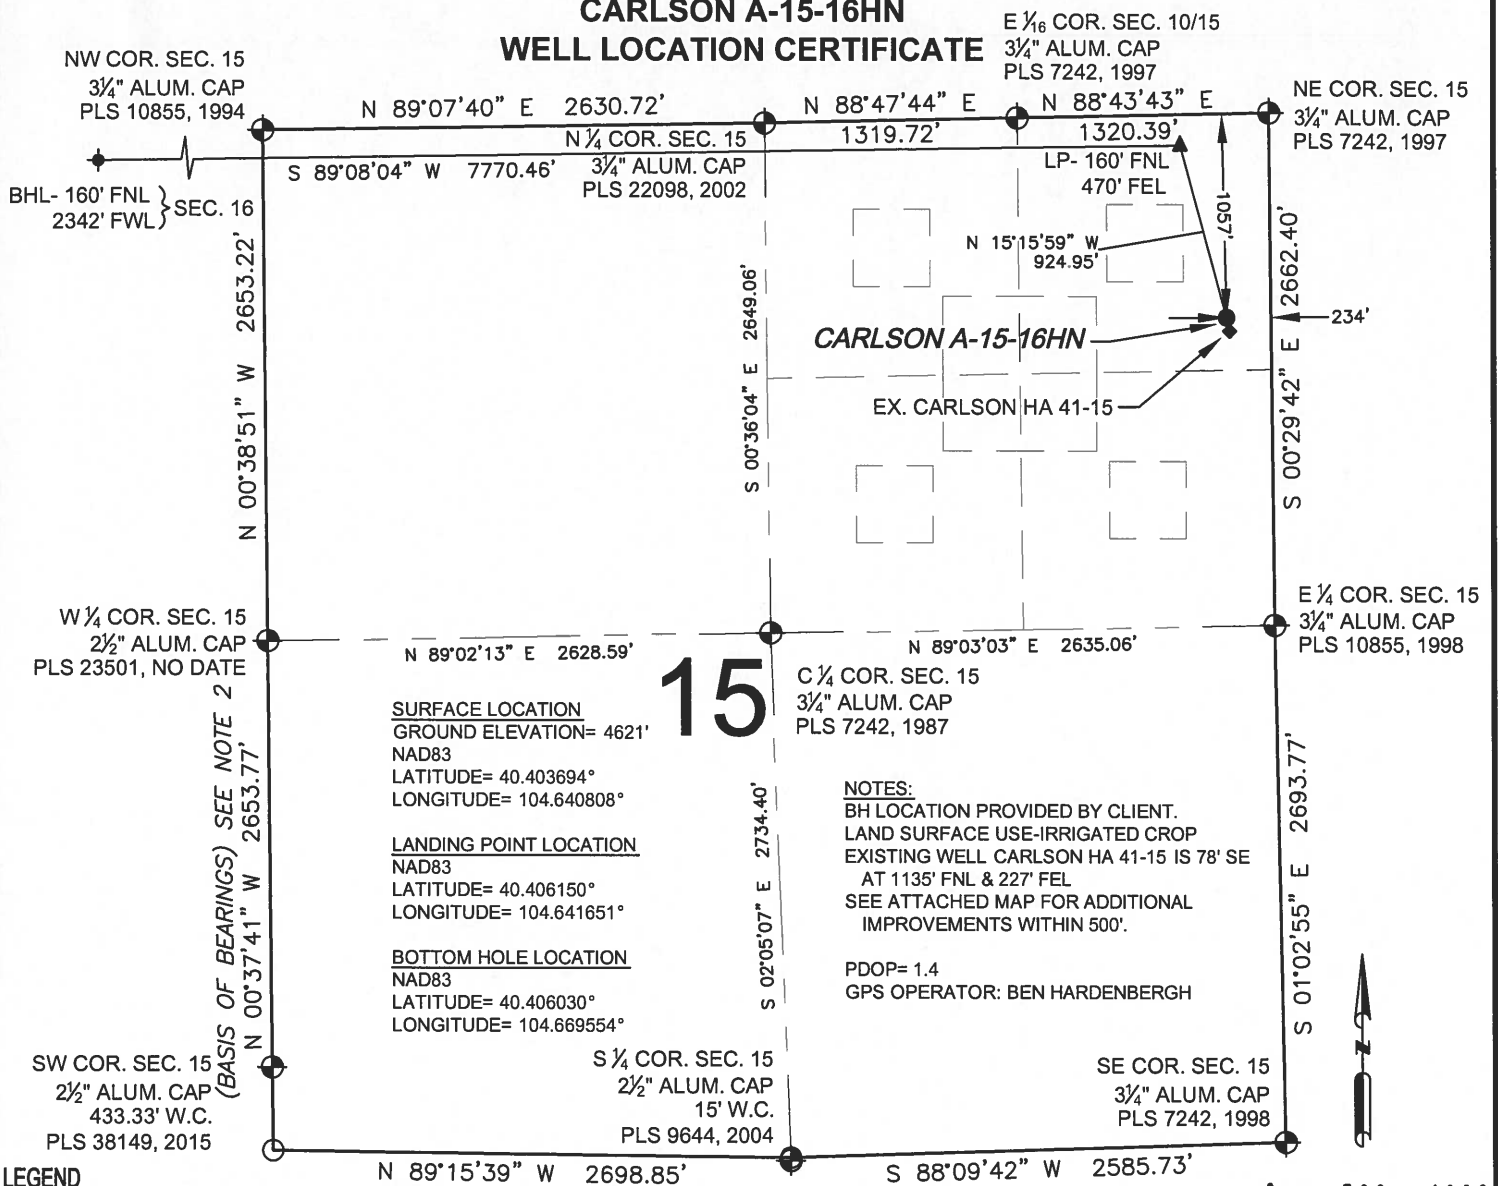 CARLSON A-15-16HN
WELL LOCATION CERTIFICATE
E 1/16 COR. SEC. 10/15
3¼" ALUM. CAP
PLS 7242, 1997
NW COR. SEC. 15
3¼" ALUM. CAP
PLS 10855, 1994
NE COR. SEC. 15
3¼" ALUM. CAP
PLS 7242, 1997
N 89°07'40" E 2630.72'
N 88°47'44" E
1319.72'
N 88°43'43" E
1320.39'
N ¼ COR. SEC. 15
3¼" ALUM. CAP
PLS 22098, 2002
S 89°08'04" W 7770.46'
LP- 160' FNL
470' FEL
BHL- 160' FNL
2342' FWL
} SEC. 16
1057'
N 15°15'59" W
924.95'
N 00°38'51" W 2653.22'
S 00°36'04" E 2649.06'
S 00°29'42" E 2662.40'
234'
CARLSON A-15-16HN
EX. CARLSON HA 41-15
W ¼ COR. SEC. 15
2½" ALUM. CAP
PLS 23501, NO DATE
E ¼ COR. SEC. 15
3¼" ALUM. CAP
PLS 10855, 1998
N 89°02'13" E 2628.59'
N 89°03'03" E 2635.06'
15
C ¼ COR. SEC. 15
3¼" ALUM. CAP
PLS 7242, 1987
(BASIS OF BEARINGS) SEE NOTE 2
N 00°37'41" W 2653.77'
SURFACE LOCATION
GROUND ELEVATION= 4621'
NAD83
LATITUDE= 40.403694°
LONGITUDE= 104.640808°
LANDING POINT LOCATION
NAD83
LATITUDE= 40.406150°
LONGITUDE= 104.641651°
BOTTOM HOLE LOCATION
NAD83
LATITUDE= 40.406030°
LONGITUDE= 104.669554°
S 02°05'07" E 2734.40'
NOTES:
BH LOCATION PROVIDED BY CLIENT.
LAND SURFACE USE-IRRIGATED CROP
EXISTING WELL CARLSON HA 41-15 IS 78' SE
AT 1135' FNL & 227' FEL
SEE ATTACHED MAP FOR ADDITIONAL
IMPROVEMENTS WITHIN 500'.
PDOP= 1.4
GPS OPERATOR: BEN HARDENBERGH
S 01°02'55" E 2693.77'
N
SW COR. SEC. 15
2½" ALUM. CAP
433.33' W.C.
PLS 38149, 2015
S ¼ COR. SEC. 15
2½" ALUM. CAP
15' W.C.
PLS 9644, 2004
SE COR. SEC. 15
3¼" ALUM. CAP
PLS 7242, 1998
N 89°15'39" W 2698.85'
S 88°09'42" W 2585.73'
LEGEND